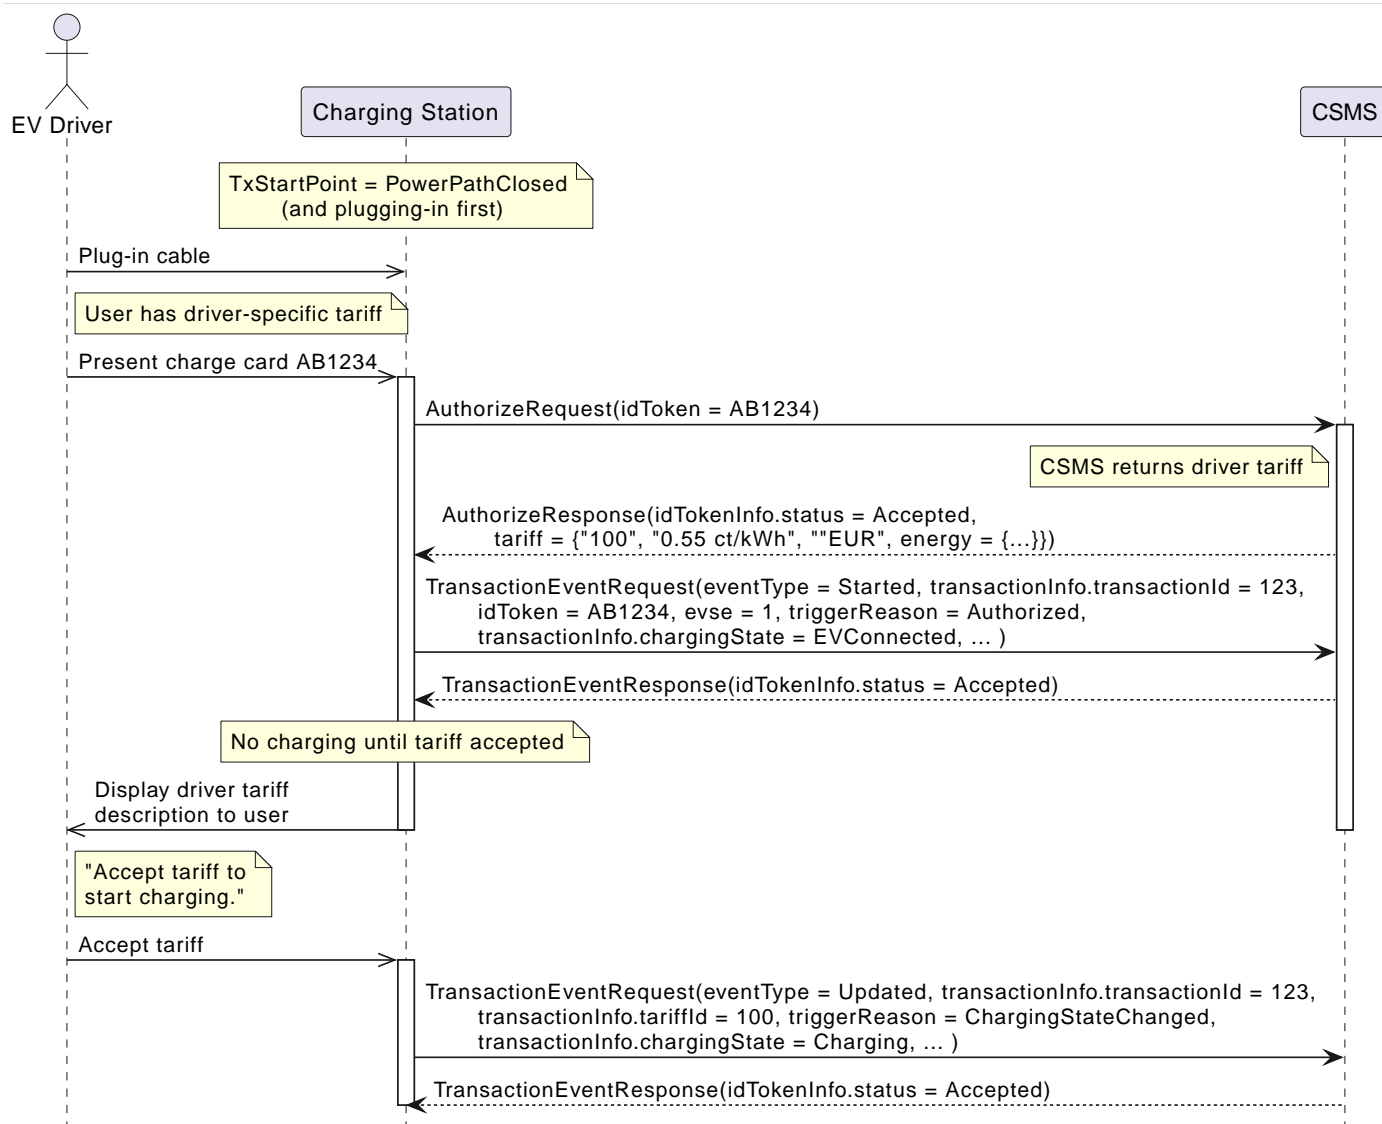 EV Driver
Charging Station
CSMS
TxStartPoint = PowerPathClosed
(and plugging-in first)
Plug-in cable
User has driver-specific tariff
Present charge card AB1234
AuthorizeRequest(idToken = AB1234)
CSMS returns driver tariff
AuthorizeResponse(idTokenInfo.status = Accepted,
tariff = {"100", "0.55 ct/kWh", ""EUR", energy = {...}})
TransactionEventRequest(eventType = Started, transactionInfo.transactionId = 123,
idToken = AB1234, evse = 1, triggerReason = Authorized,
transactionInfo.chargingState = EVConnected, ... )
TransactionEventResponse(idTokenInfo.status = Accepted)
No charging until tariff accepted
Display driver tariff
description to user
"Accept tariff to
start charging."
Accept tariff
TransactionEventRequest(eventType = Updated, transactionInfo.transactionId = 123,
transactionInfo.tariffId = 100, triggerReason = ChargingStateChanged,
transactionInfo.chargingState = Charging, ... )
TransactionEventResponse(idTokenInfo.status = Accepted)